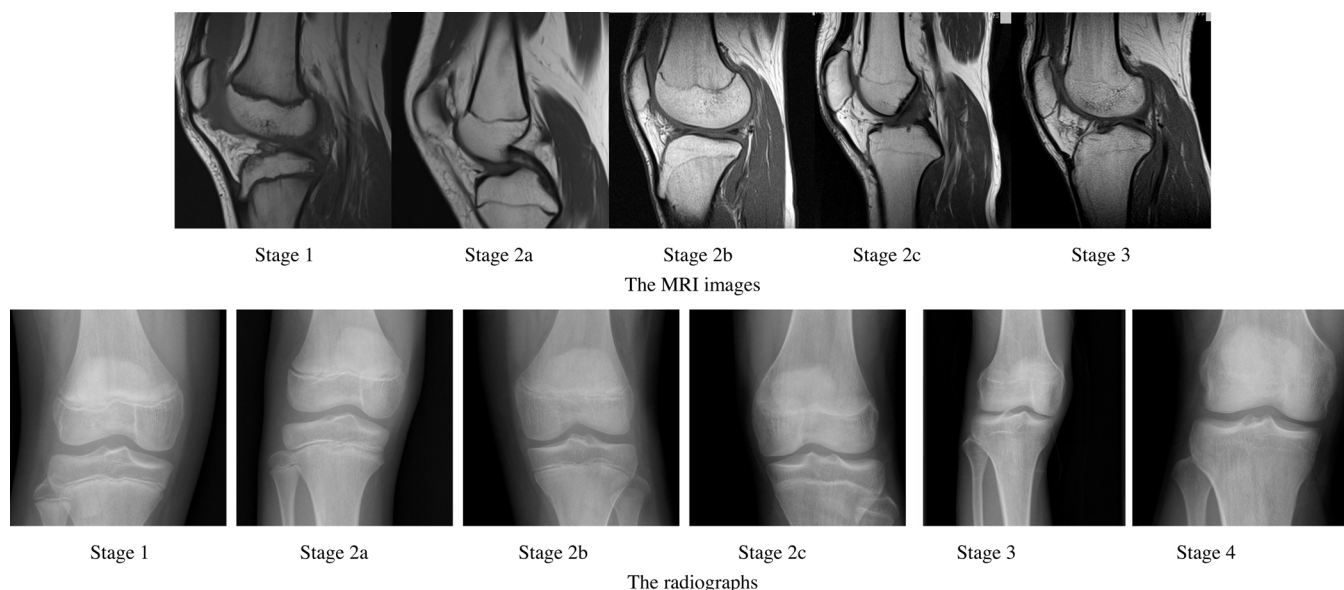 Stage 1 Stage 2a Stage 2b Stage 2c Stage 3
The MRI images
Stage 1 Stage 2a Stage 2b Stage 2c Stage 3 Stage 4
The radiographs